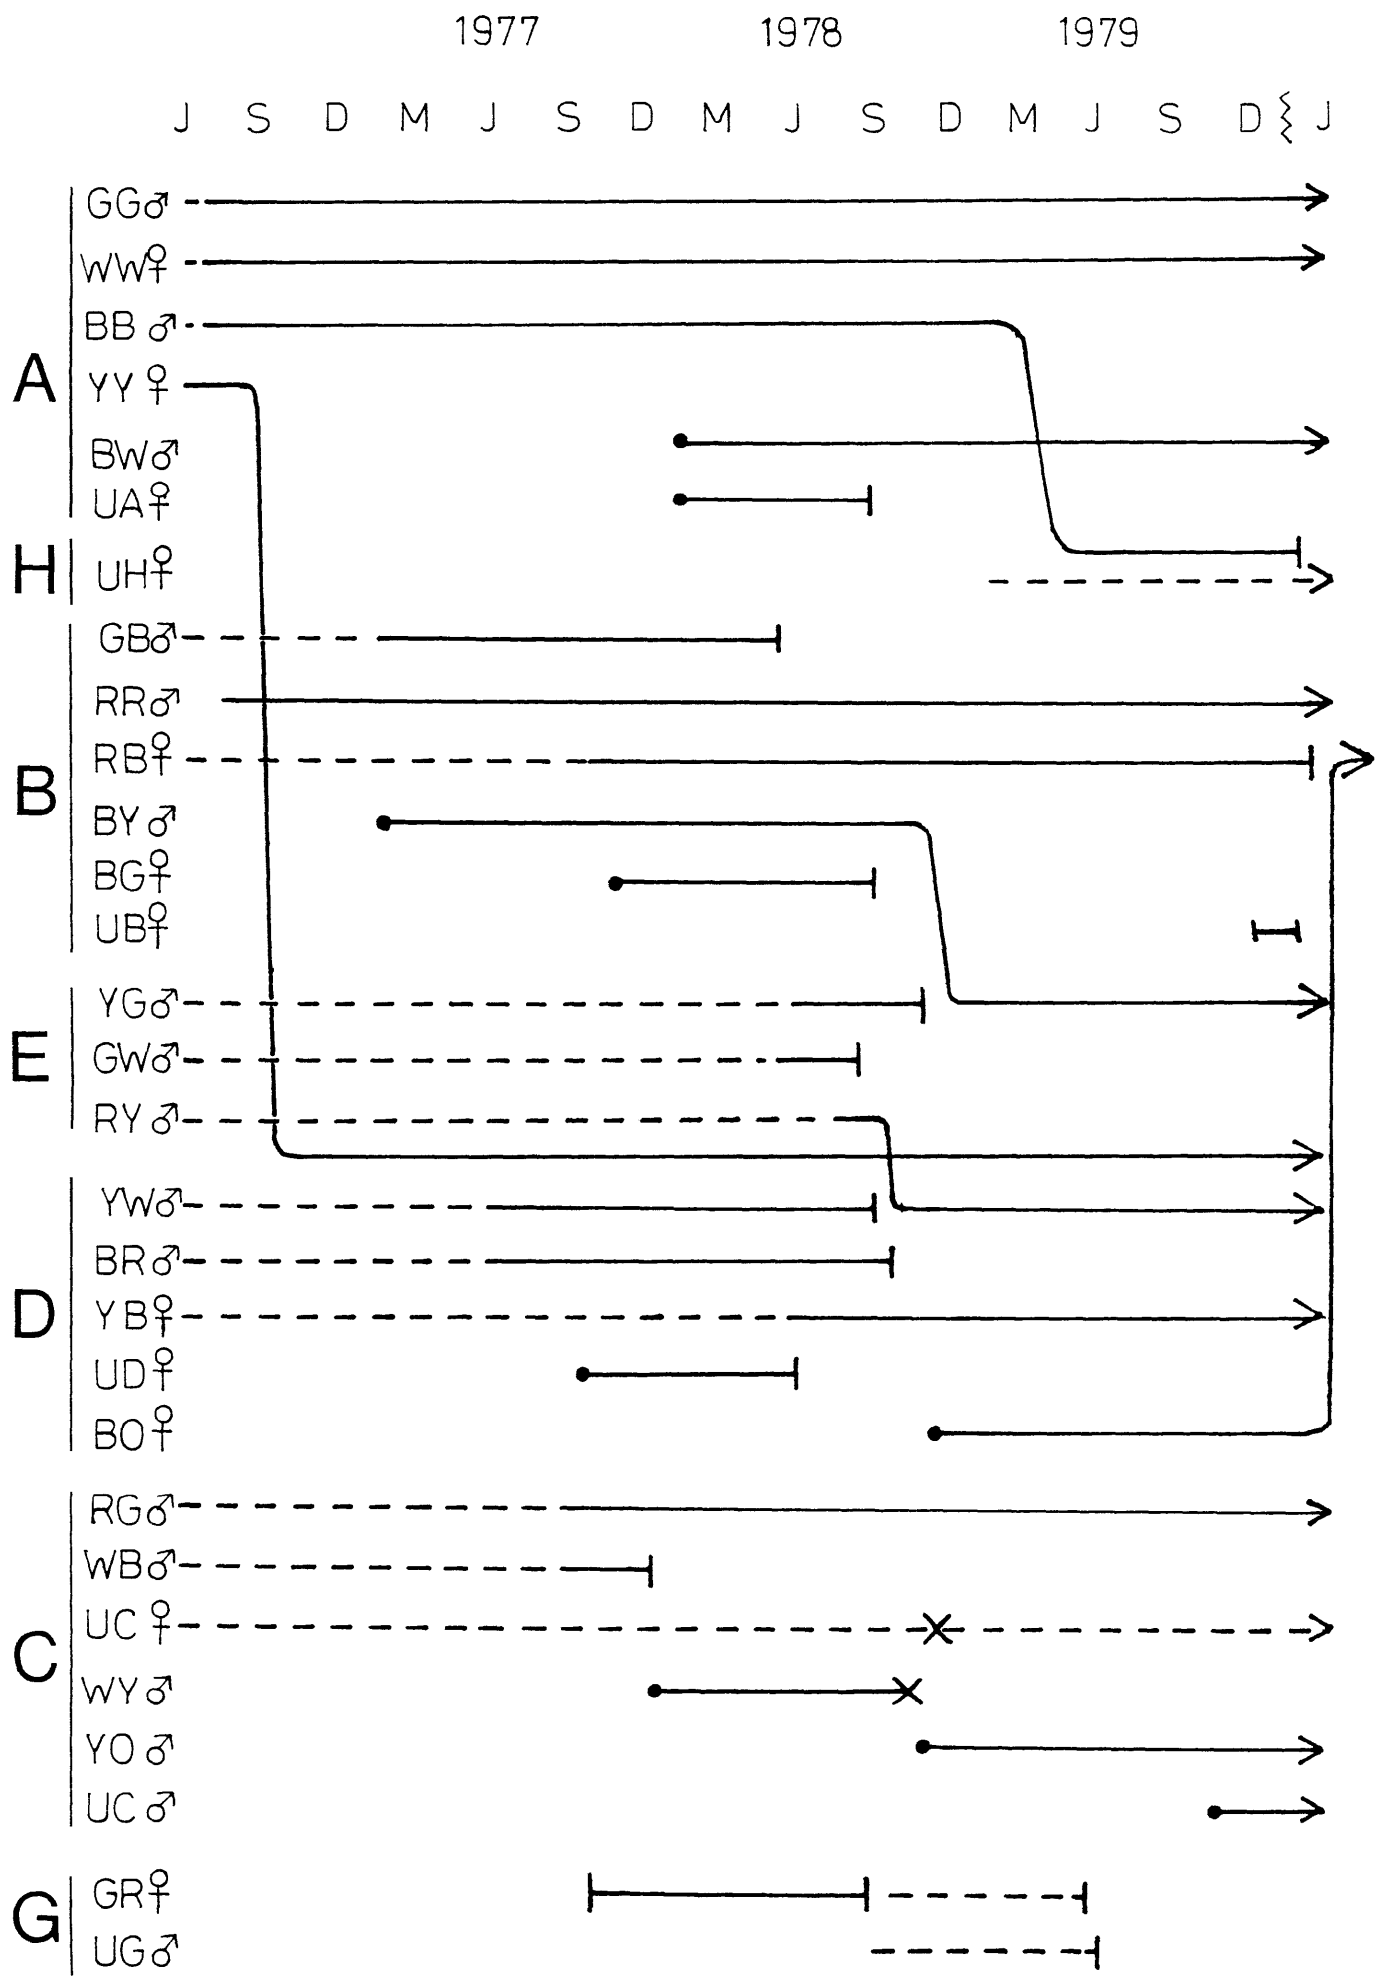 1977 1978 1979
J S D M J S D M J S D M J S D J
A
GG♂
WW♀
BB♂
YY♀
BW♂
UA♀
H
UH♀
B
GB♂
RR♂
RB♀
BY♂
BG♀
UB♀
E
YG♂
GW♂
RY♂
D
YW♂
BR♂
YB♀
UD♀
BO♀
C
RG♂
WB♂
UC♀
WY♂
YO♂
UC♂
G
GR♀
UG♂